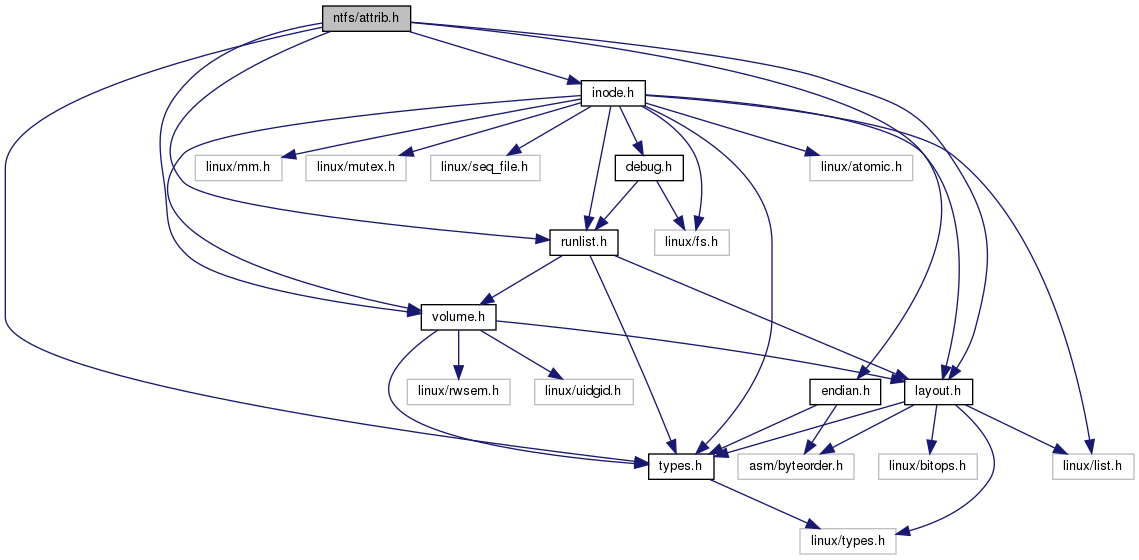 ntfs/attrib.h
inode.h
linux/mm.h
linux/mutex.h
linux/seq_file.h
debug.h
linux/atomic.h
runlist.h
linux/fs.h
volume.h
linux/rwsem.h
linux/uidgid.h
endian.h
layout.h
types.h
asm/byteorder.h
linux/bitops.h
linux/list.h
linux/types.h